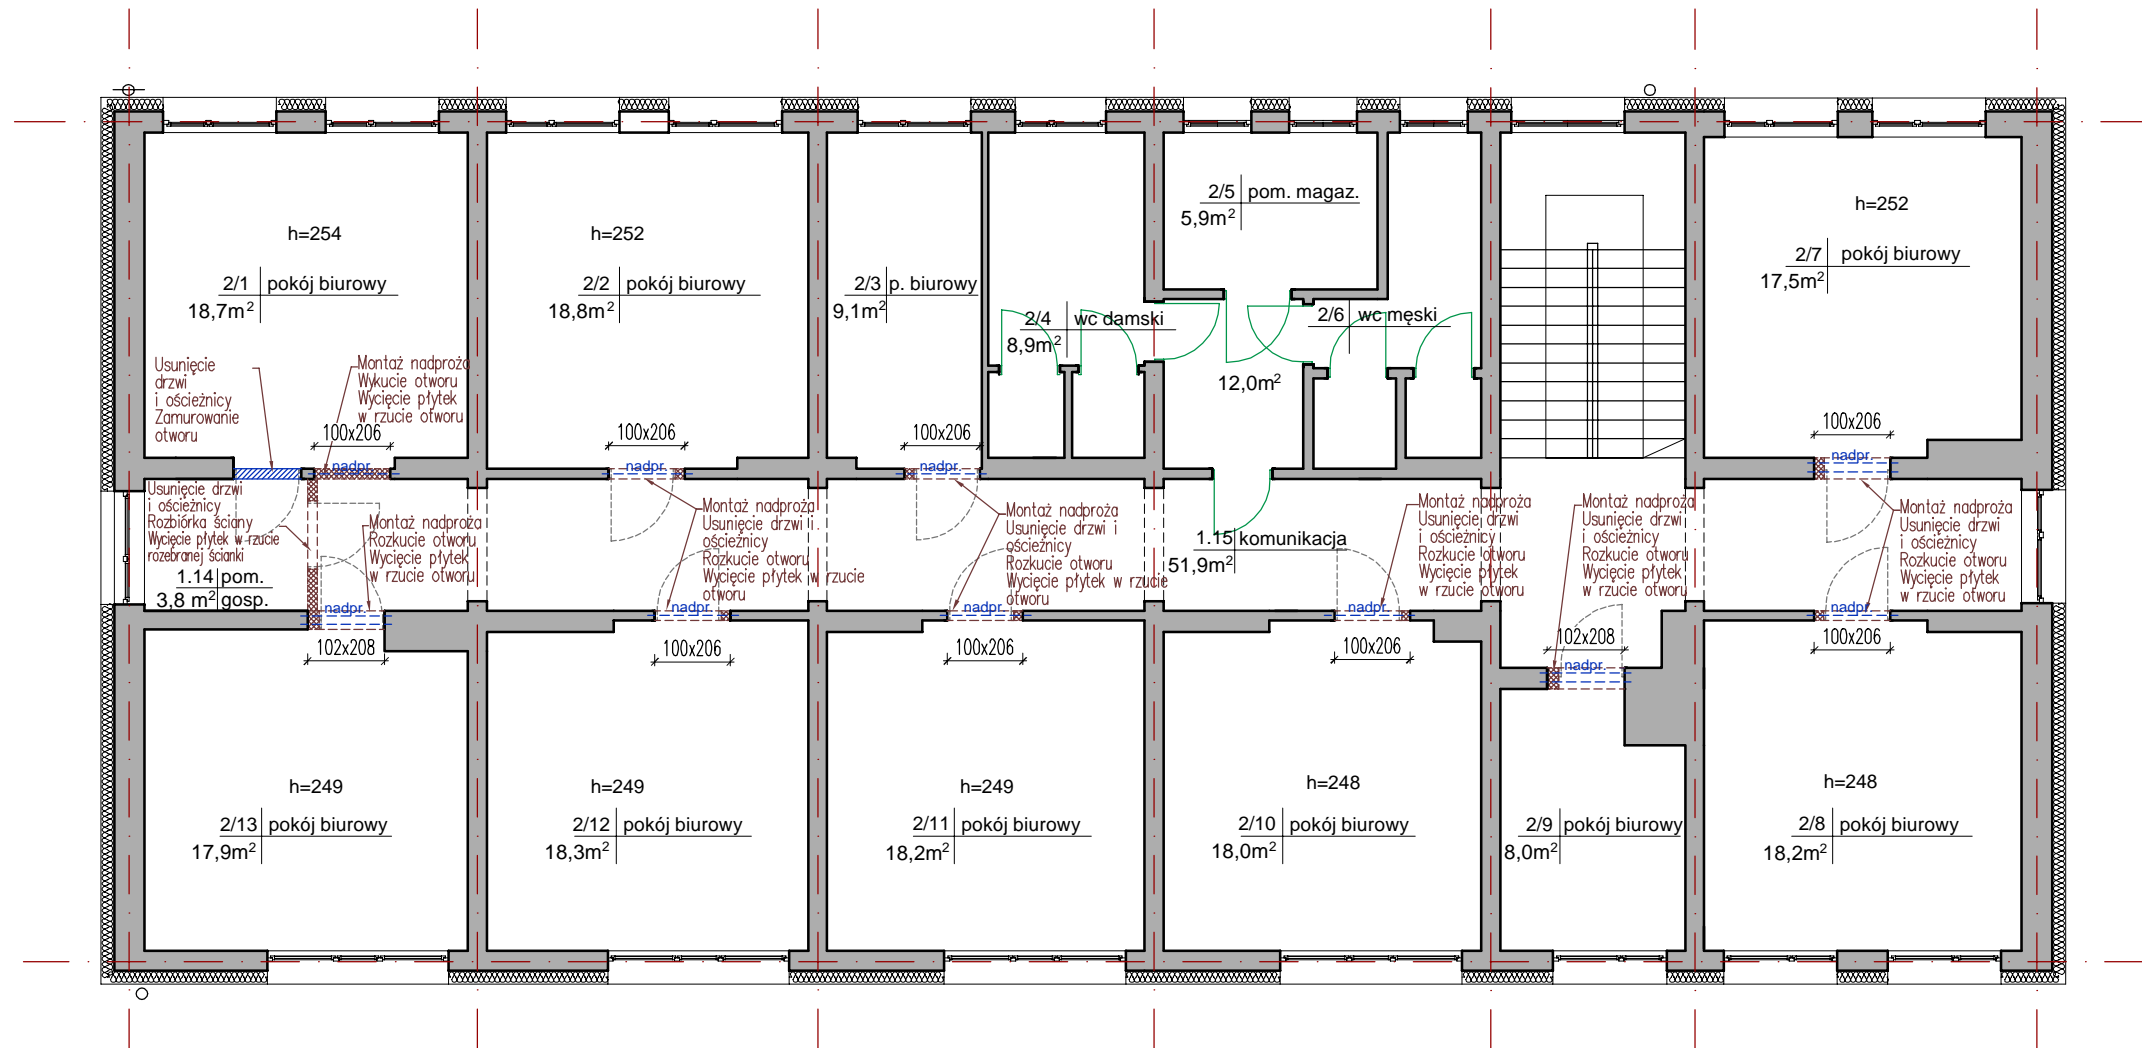 h=254
2/1 pokój biurowy
18,7m²
h=252
2/2 pokój biurowy
18,8m²
2/3 p. biurowy
9,1m²
2/4 wc damski
8,9m²
2/5 pom. magaz.
5,9m²
2/6 wc męski
12,0m²
h=252
2/7 pokój biurowy
17,5m²
Usunięcie
drzwi
i ościeżnicy
Zamurowanie
otworu
Montaż nadproża
Wykucie otworu
Wycięcie płytek
w rzucie otworu
100x206
nadpr.
100x206
nadpr.
100x206
nadpr.
100x206
nadpr.
Usunięcie drzwi
i ościeżnicy
Rozbiórka ściany
Wycięcie płytek w rzucie
rozebranej ścianki
1.14 pom.
3,8 m² gosp.
Montaż nadproża
Rozkucie otworu
Wycięcie płytek
w rzucie otworu
Montaż nadproża
Usunięcie drzwi
i ościeżnicy
Rozkucie otworu
Wycięcie płytek w rzucie
otworu
Montaż nadproża
Usunięcie drzwi i
ościeżnicy
Rozkucie otworu
Wycięcie płytek w rzucie
otworu
1.15 komunikacja
51,9m²
Montaż nadproża
Usunięcie drzwi
i ościeżnicy
Rozkucie otworu
Wycięcie płytek
w rzucie otworu
Montaż nadproża
Usunięcie drzwi
i ościeżnicy
Rozkucie otworu
Wycięcie płytek
w rzucie otworu
Montaż nadproża
Usunięcie drzwi
i ościeżnicy
Rozkucie otworu
Wycięcie płytek
w rzucie otworu
nadpr.
102x208
nadpr.
100x206
nadpr.
100x206
nadpr.
100x206
102x208
nadpr.
nadpr.
100x206
h=249
2/13 pokój biurowy
17,9m²
h=249
2/12 pokój biurowy
18,3m²
h=249
2/11 pokój biurowy
18,2m²
h=248
2/10 pokój biurowy
18,0m²
2/9 pokój biurowy
8,0m²
h=248
2/8 pokój biurowy
18,2m²